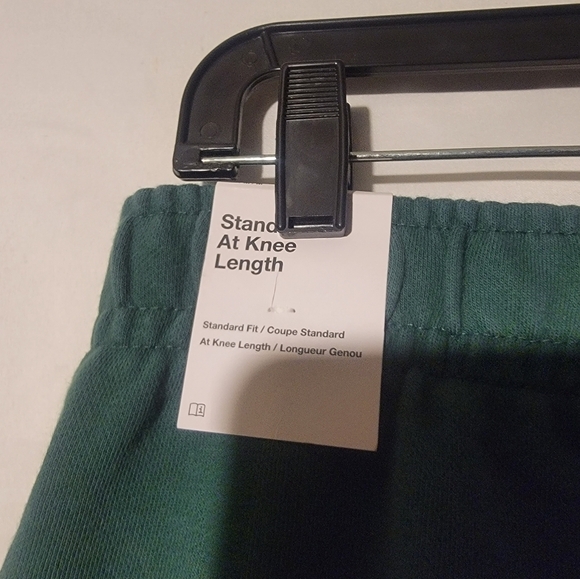 Stand
At Knee
Length
Standard Fit / Coupe Standard
At Knee Length / Longueur Genou